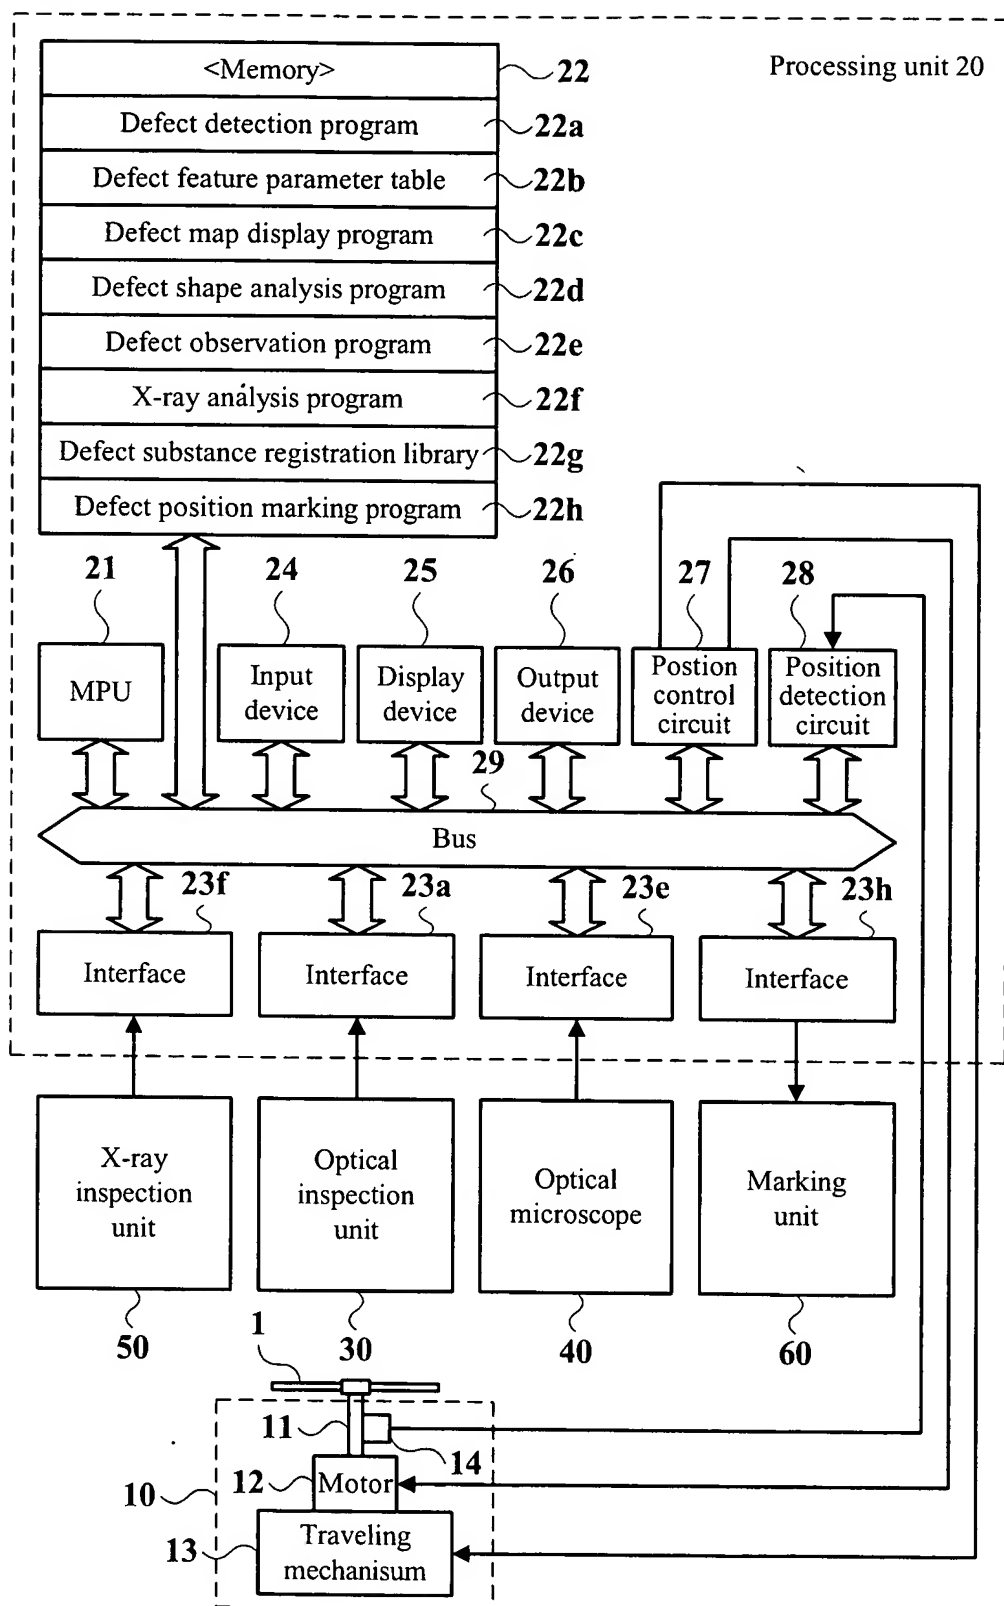 <Memory>
22
Processing unit 20
Defect detection program
22a
Defect feature parameter table
22b
Defect map display program
22c
Defect shape analysis program
22d
Defect observation program
22e
X-ray analysis program
22f
Defect substance registration library
22g
Defect position marking program
22h
21
24
25
26
27
28
MPU
Input
device
Display
device
Output
device
Postion
control
circuit
Position
detection
circuit
29
Bus
23f
23a
23e
23h
Interface
Interface
Interface
Interface
X-ray
inspection
unit
Optical
inspection
unit
Optical
microscope
Marking
unit
50
30
40
60
1
11
14
12
Motor
10
13
Traveling
mechanisum